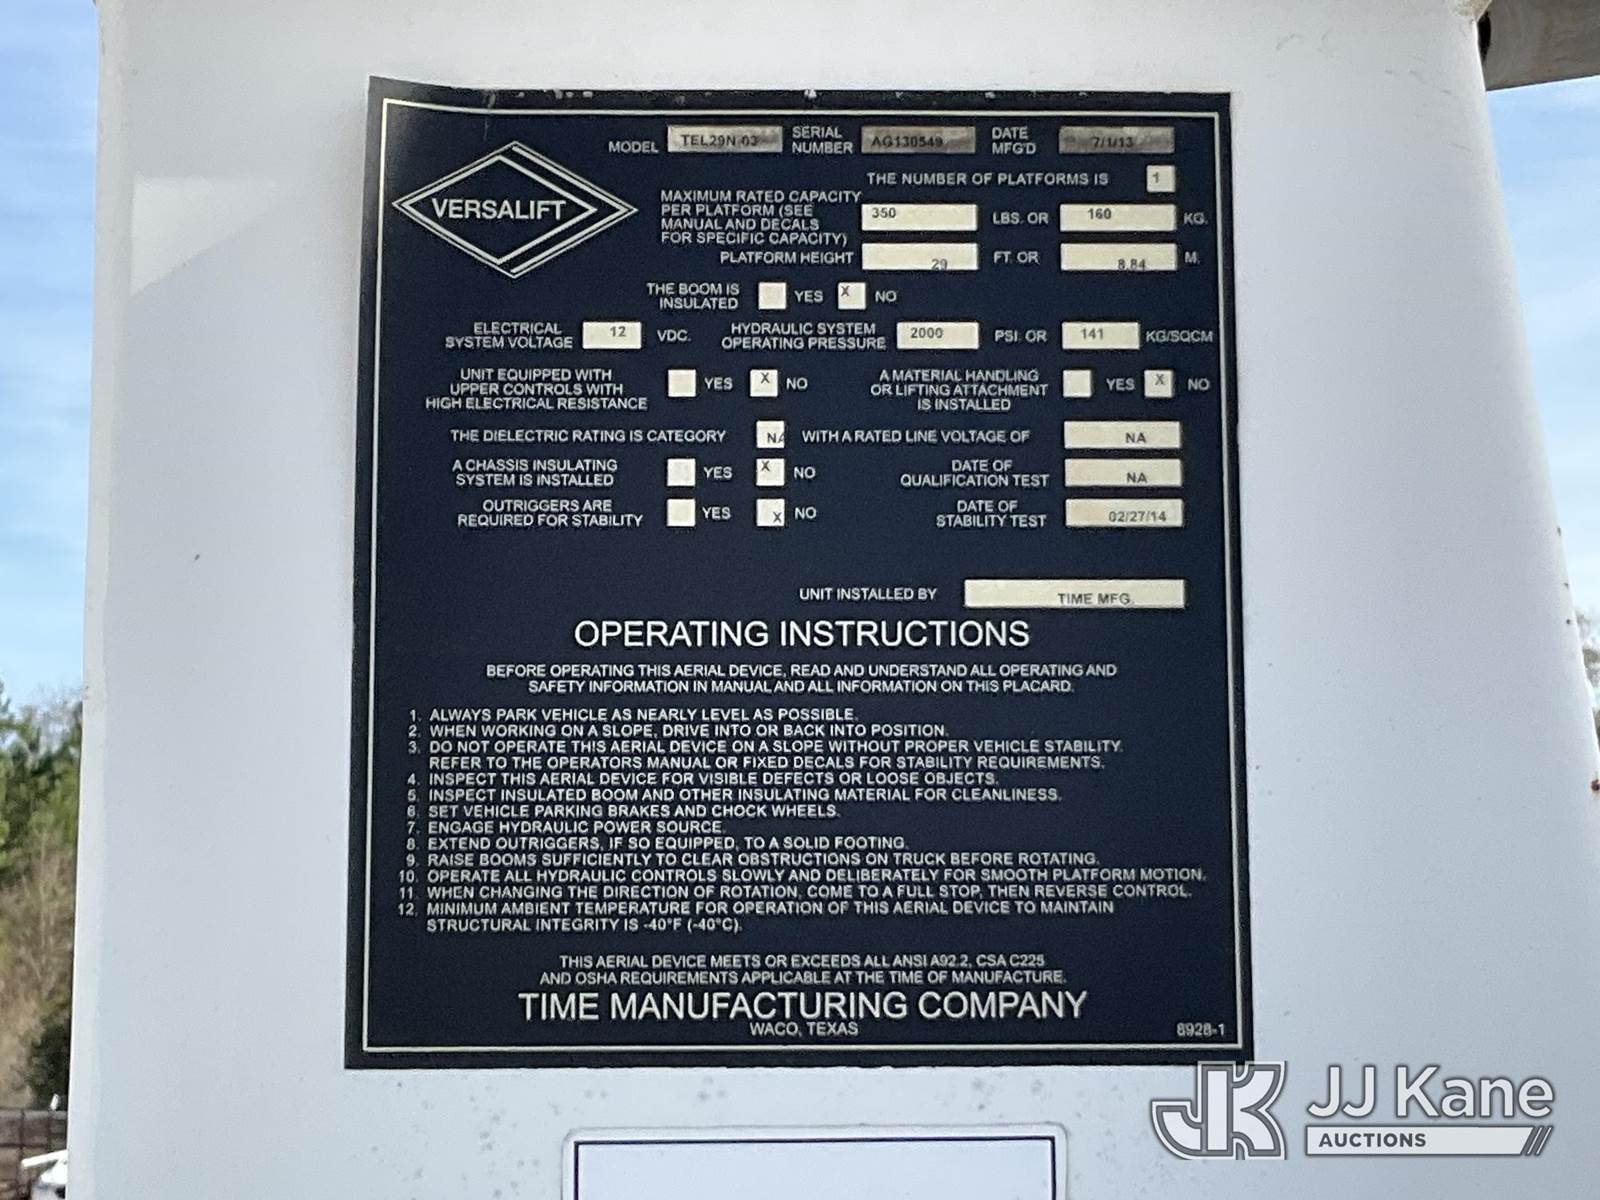 MODEL TEL29N-03 SERIAL NUMBER AG130549 DATE MFG'D 7/1/13
VERSALIFT
THE NUMBER OF PLATFORMS IS 1
MAXIMUM RATED CAPACITY
PER PLATFORM (SEE
MANUAL AND DECALS
FOR SPECIFIC CAPACITY) 350 LBS. OR 160 KG.
PLATFORM HEIGHT 29 FT. OR 8.84 M.
THE BOOM IS
INSULATED YES X NO
ELECTRICAL
SYSTEM VOLTAGE 12 VDC. HYDRAULIC SYSTEM
OPERATING PRESSURE 2000 PSI. OR 141 KG/SQCM
UNIT EQUIPPED WITH
UPPER CONTROLS WITH
HIGH ELECTRICAL RESISTANCE YES X NO
A MATERIAL HANDLING
OR LIFTING ATTACHMENT
IS INSTALLED YES X NO
THE DIELECTRIC RATING IS CATEGORY NA WITH A RATED LINE VOLTAGE OF NA
A CHASSIS INSULATING
SYSTEM IS INSTALLED YES X NO
DATE OF
QUALIFICATION TEST NA
OUTRIGGERS ARE
REQUIRED FOR STABILITY YES X NO
DATE OF
STABILITY TEST 02/27/14
UNIT INSTALLED BY TIME MFG.
OPERATING INSTRUCTIONS
BEFORE OPERATING THIS AERIAL DEVICE, READ AND UNDERSTAND ALL OPERATING AND
SAFETY INFORMATION IN MANUAL AND ALL INFORMATION ON THIS PLACARD.
1. ALWAYS PARK VEHICLE AS NEARLY LEVEL AS POSSIBLE.
2. WHEN WORKING ON A SLOPE, DRIVE INTO OR BACK INTO POSITION.
3. DO NOT OPERATE THIS AERIAL DEVICE ON A SLOPE WITHOUT PROPER VEHICLE STABILITY.
REFER TO THE OPERATORS MANUAL OR FIXED DECALS FOR STABILITY REQUIREMENTS.
4. INSPECT THIS AERIAL DEVICE FOR VISIBLE DEFECTS OR LOOSE OBJECTS.
5. INSPECT INSULATED BOOM AND OTHER INSULATING MATERIAL FOR CLEANLINESS.
6. SET VEHICLE PARKING BRAKES AND CHOCK WHEELS.
7. ENGAGE HYDRAULIC POWER SOURCE.
8. EXTEND OUTRIGGERS, IF SO EQUIPPED, TO A SOLID FOOTING.
9. RAISE BOOMS SUFFICIENTLY TO CLEAR OBSTRUCTIONS ON TRUCK BEFORE ROTATING.
10. OPERATE ALL HYDRAULIC CONTROLS SLOWLY AND DELIBERATELY FOR SMOOTH PLATFORM MOTION.
11. WHEN CHANGING THE DIRECTION OF ROTATION, COME TO A FULL STOP, THEN REVERSE CONTROL.
12. MINIMUM AMBIENT TEMPERATURE FOR OPERATION OF THIS AERIAL DEVICE TO MAINTAIN
STRUCTURAL INTEGRITY IS -40°F (-40°C).
THIS AERIAL DEVICE MEETS OR EXCEEDS ALL ANSI A92.2, CSA C225
AND OSHA REQUIREMENTS APPLICABLE AT THE TIME OF MANUFACTURE.
TIME MANUFACTURING COMPANY
WACO, TEXAS
8928-1
JK JJ Kane
AUCTIONS